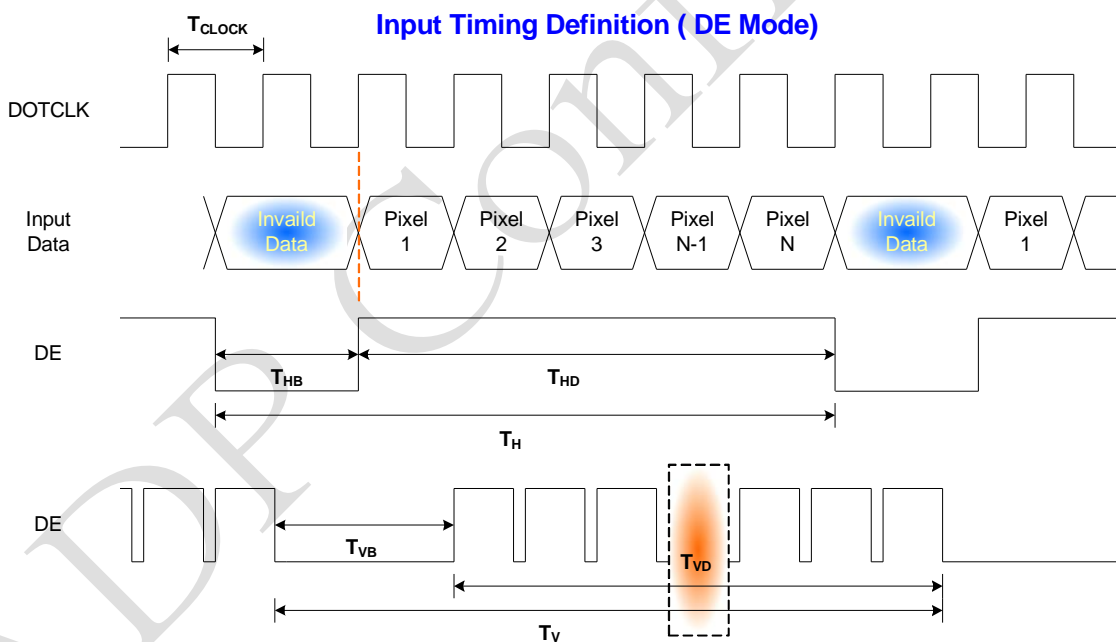 Input Timing Definition ( DE Mode)
TCLOCK
DOTCLK
Input
Data
Invaild
Data
Pixel
1
Pixel
2
Pixel
3
Pixel
N-1
Pixel
N
Invaild
Data
Pixel
1
DE
THB
THD
TH
DE
TVB
TVD
TV